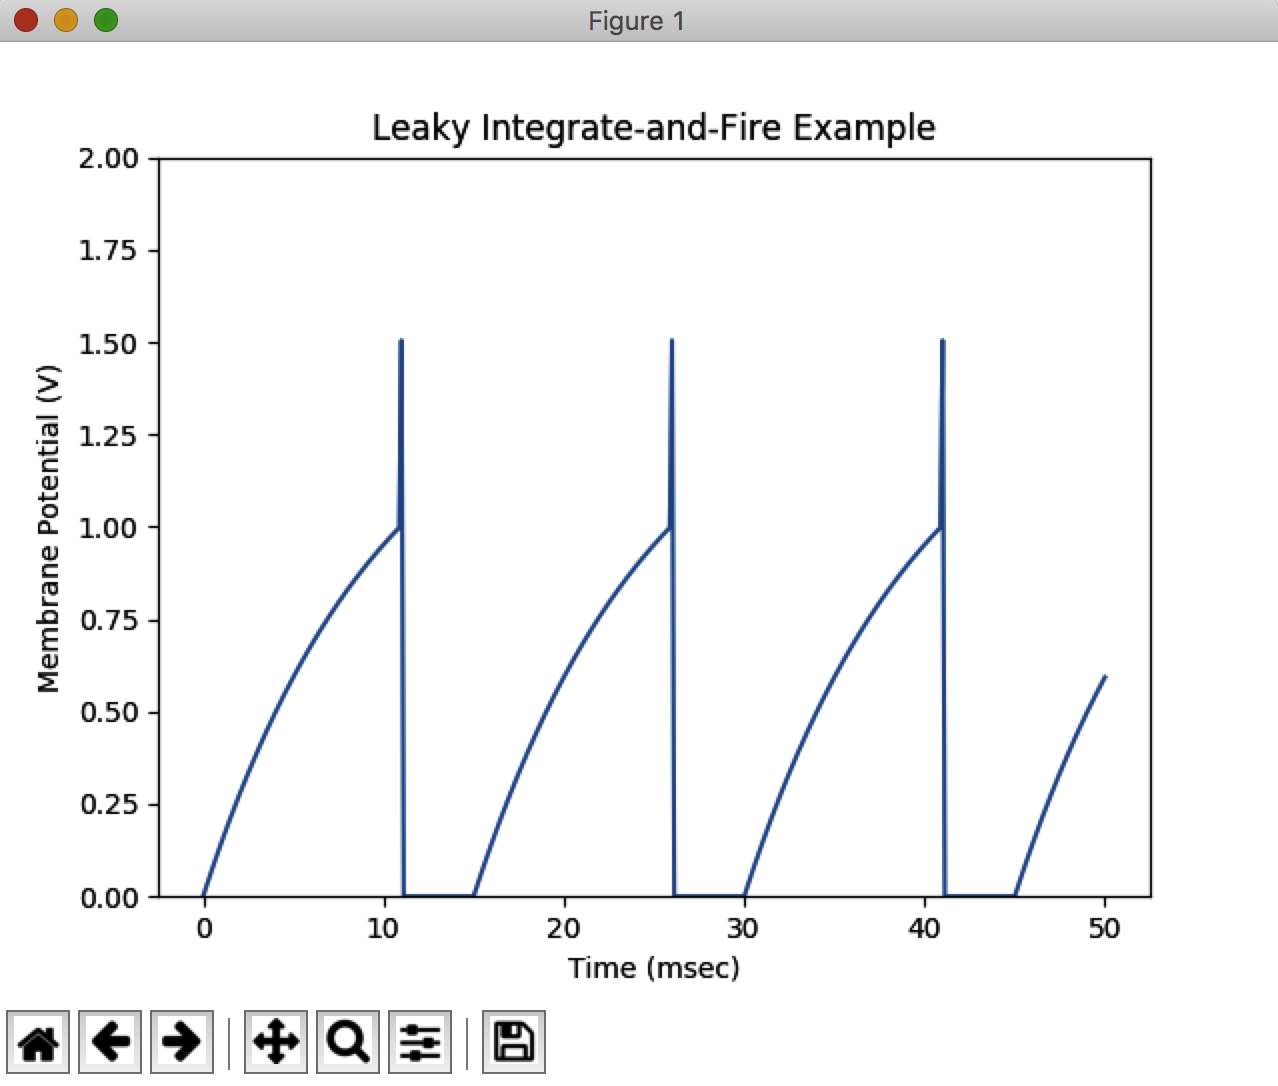 Figure 1
Leaky Integrate-and-Fire Example
2.00
1.75
1.50
1.25
1.00
0.75
0.50
0.25
0.00
Membrane Potential (V)
0 10 20 30 40 50
Time (msec)